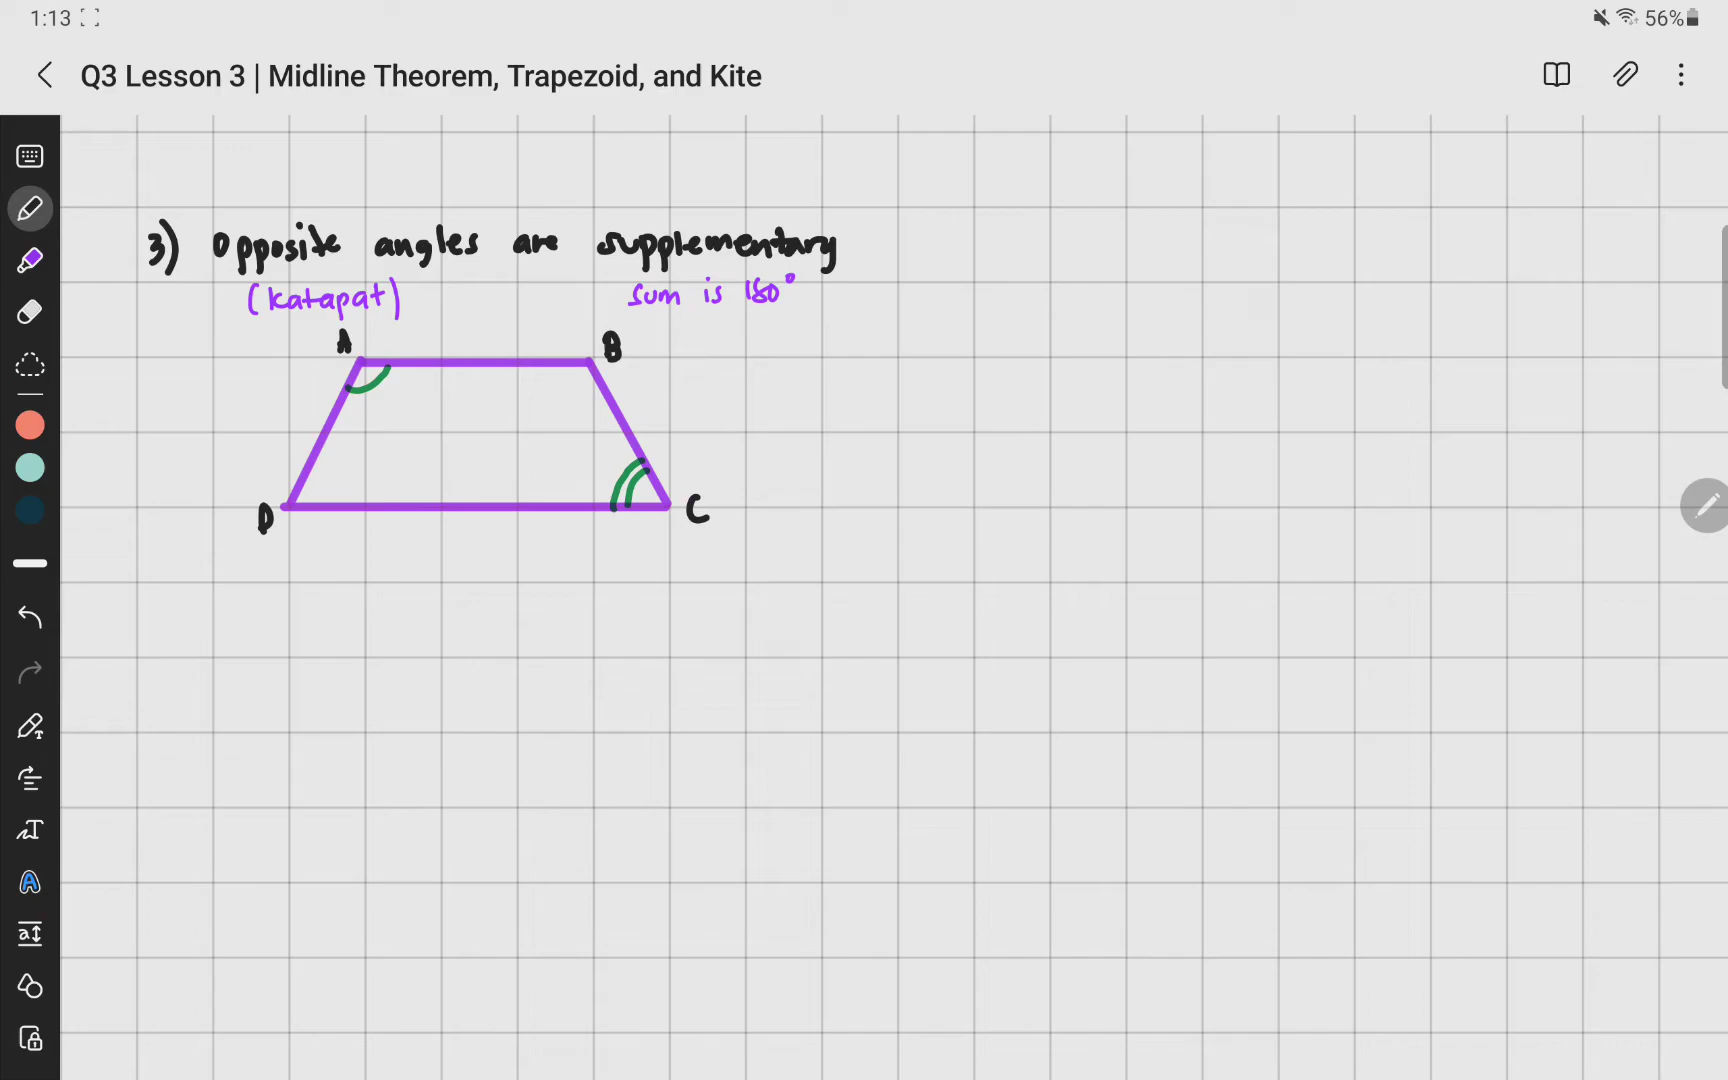 1:13
56%
Q3 Lesson 3 | Midline Theorem, Trapezoid, and Kite
3) Opposite angles are supplementary
(katapat) sum is 180°
A B
D C